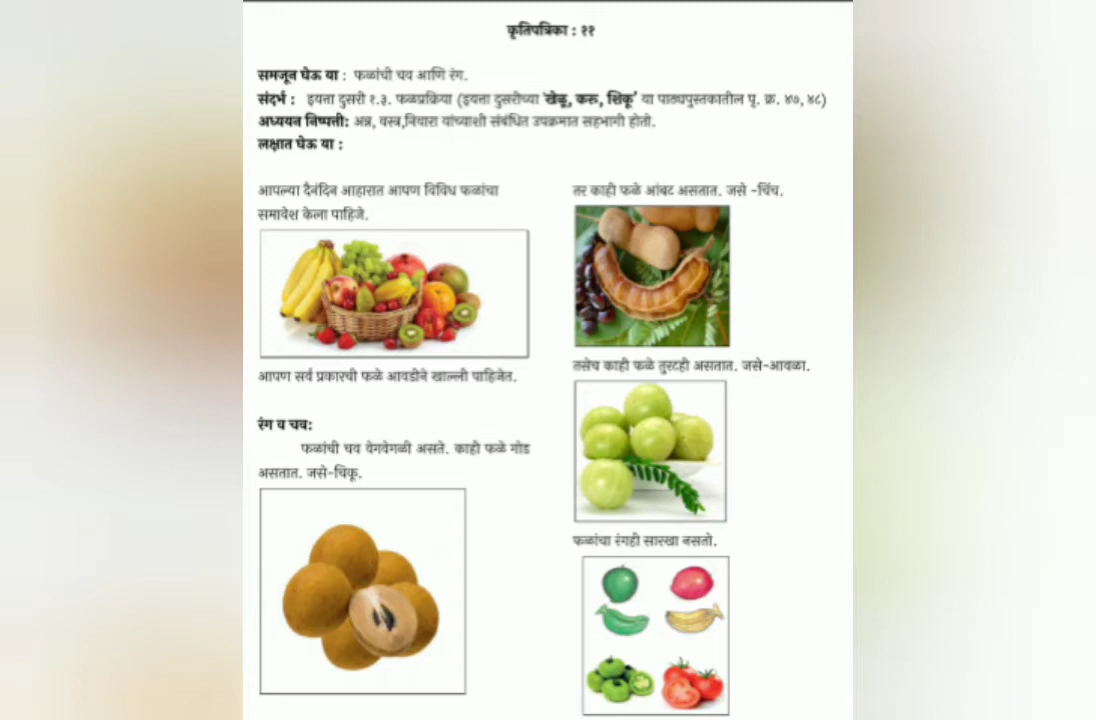 कृतिपत्रिका : ११
समजून घेऊ या : फळांची चव आणि रंग.
संदर्भ : इयत्ता दुसरी १.३. फळप्रक्रिया (इयत्ता दुसरीच्या 'खेळू, करू, शिकू' या पाठ्यपुस्तकातील पृ. क्र. ४७, ४८)
अध्ययन निष्पत्ती: अन्न, वस्त्र,निवारा यांच्याशी संबंधित उपक्रमात सहभागी होतो.
लक्षात घेऊ या :
आपल्या दैनंदिन आहारात आपण विविध फळांचा
समावेश केला पाहिजे.
आपण सर्व प्रकारची फळे आवडीने खाल्ली पाहिजेत.
रंग व चव:
फळांची चव वेगवेगळी असते. काही फळे गोड
असतात. जसे-चिकू.
तर काही फळे आंबट असतात. जसे -चिंच.
तसेच काही फळे तुरटही असतात. जसे-आवळा.
फळांचा रंगही सारखा नसतो.